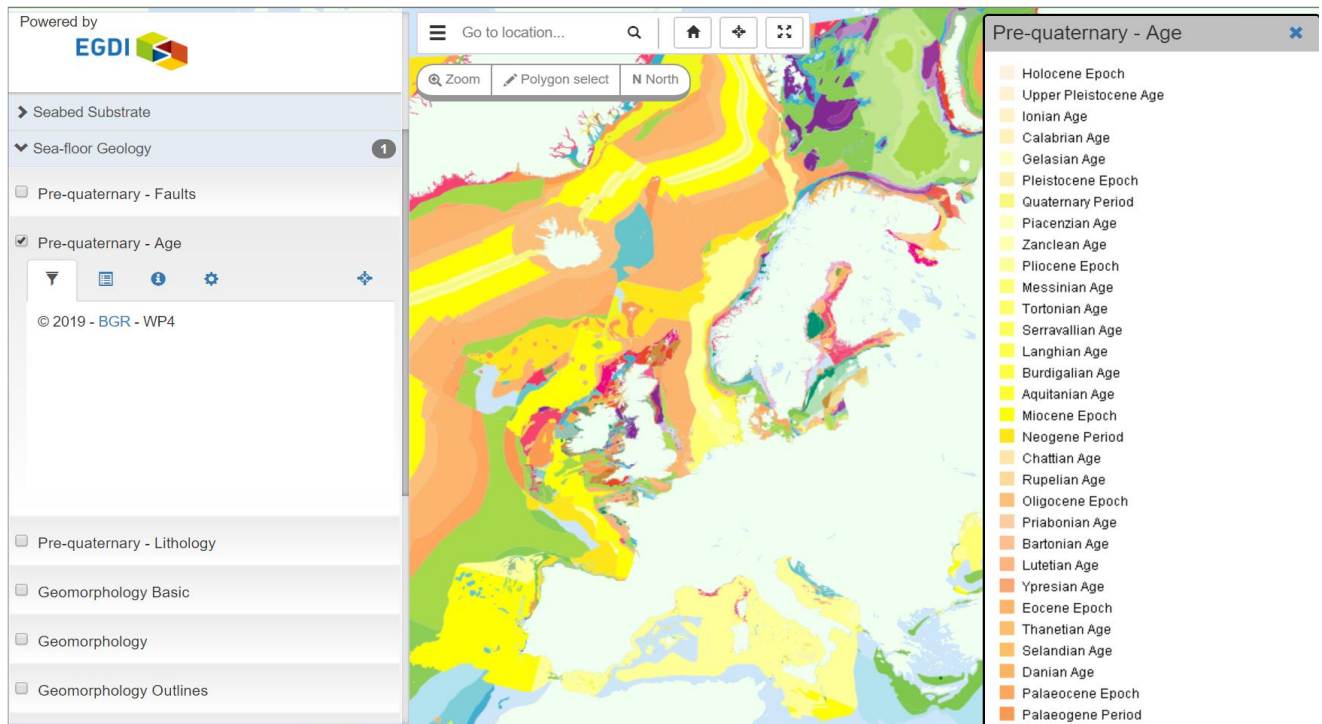 Powered by
EGDI
Seabed Substrate
Sea-floor Geology 1
Pre-quaternary - Faults
Pre-quaternary - Age
© 2019 - BGR - WP4
Pre-quaternary - Lithology
Geomorphology Basic
Geomorphology
Geomorphology Outlines
Go to location...
Zoom
Polygon select
N North
Pre-quaternary - Age
Holocene Epoch
Upper Pleistocene Age
Ionian Age
Calabrian Age
Gelasian Age
Pleistocene Epoch
Quaternary Period
Piacenzian Age
Zanclean Age
Pliocene Epoch
Messinian Age
Tortonian Age
Serravallian Age
Langhian Age
Burdigalian Age
Aquitanian Age
Miocene Epoch
Neogene Period
Chattian Age
Rupelian Age
Oligocene Epoch
Priabonian Age
Bartonian Age
Lutetian Age
Ypresian Age
Eocene Epoch
Thanetian Age
Selandian Age
Danian Age
Palaeocene Epoch
Palaeogene Period